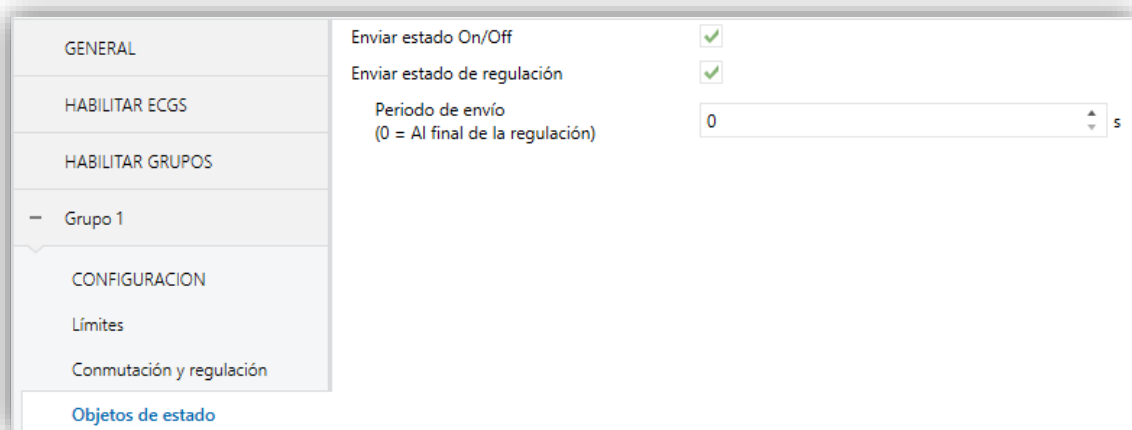 GENERAL
HABILITAR ECGS
HABILITAR GRUPOS
− Grupo 1
CONFIGURACION
Límites
Conmutación y regulación
Objetos de estado
Enviar estado On/Off
Enviar estado de regulación
Periodo de envío
(0 = Al final de la regulación)
0 s